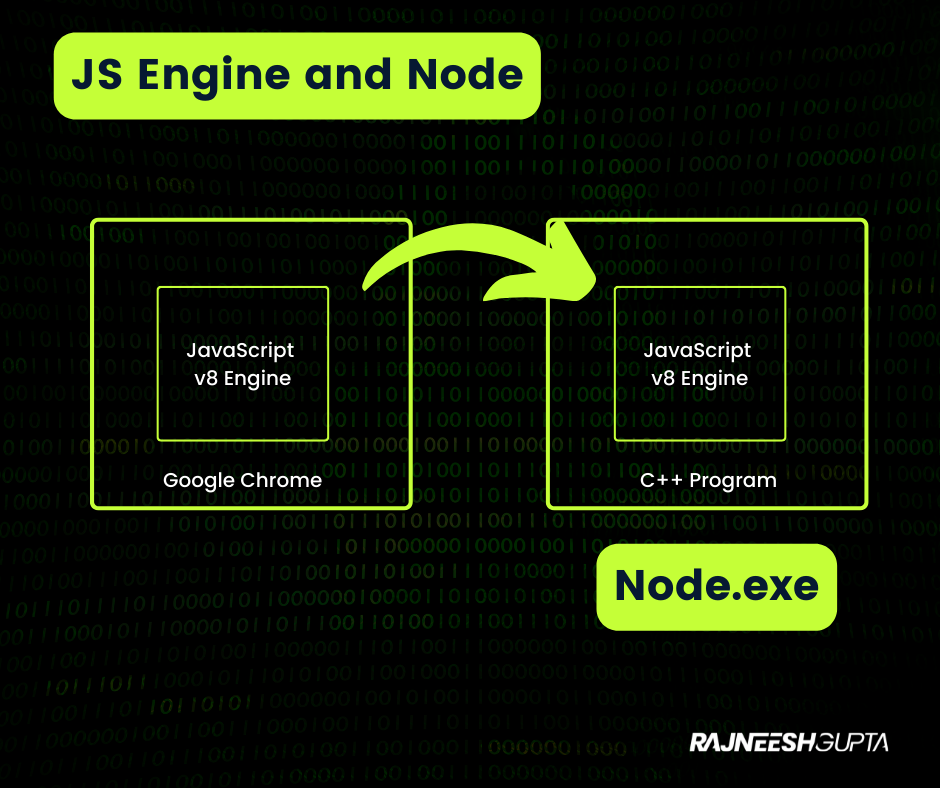 JS Engine and Node
JavaScript
v8 Engine
Google Chrome
JavaScript
v8 Engine
C++ Program
Node.exe
RAJNEESHGUPTA